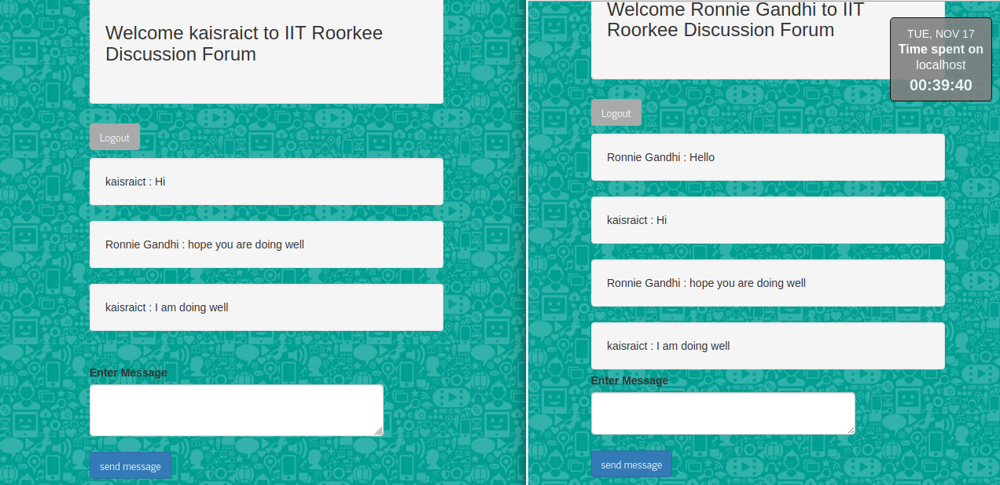 Welcome kaisraict to IIT Roorkee
Discussion Forum
Logout
kaisraict : Hi
Ronnie Gandhi : hope you are doing well
kaisraict : I am doing well
Enter Message
send message
Welcome Ronnie Gandhi to IIT
Roorkee Discussion Forum
TUE, NOV 17
Time spent on
localhost
00:39:40
Logout
Ronnie Gandhi : Hello
kaisraict : Hi
Ronnie Gandhi : hope you are doing well
kaisraict : I am doing well
Enter Message
send message